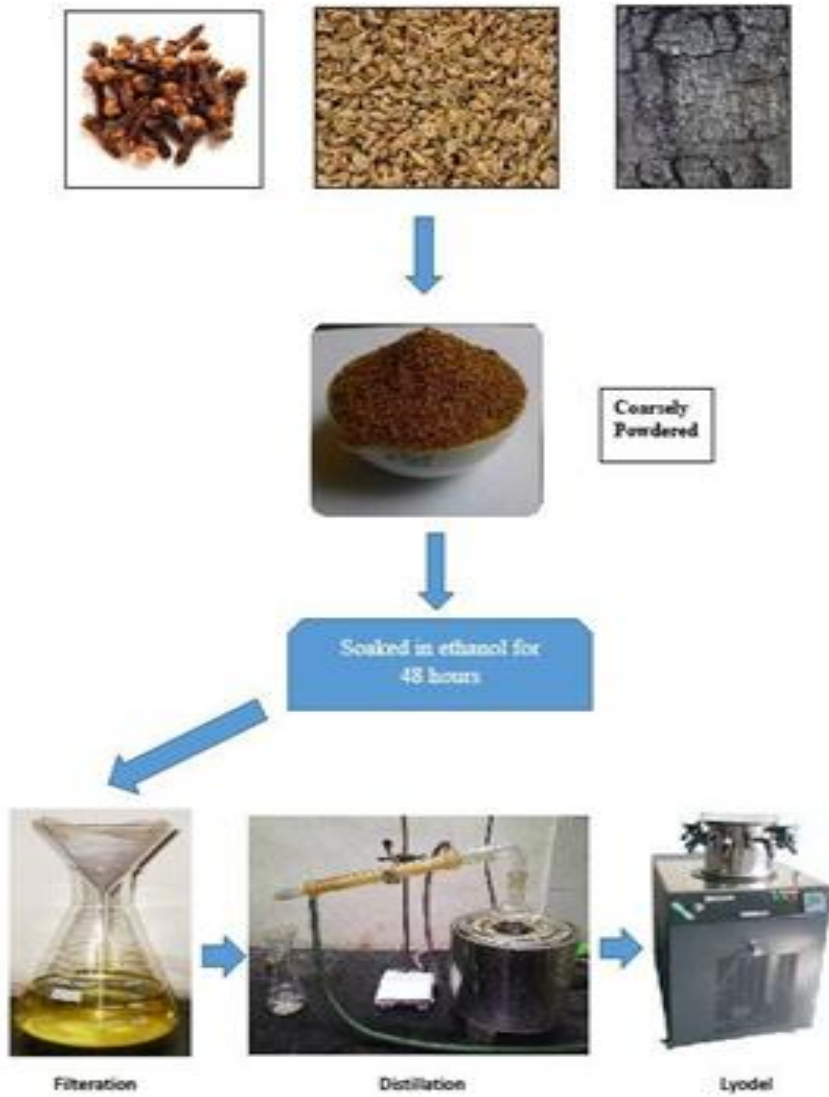 Coarsely
Powdered
Soaked in ethanol for
48 hours
Filteration
Distillation
Lyodel